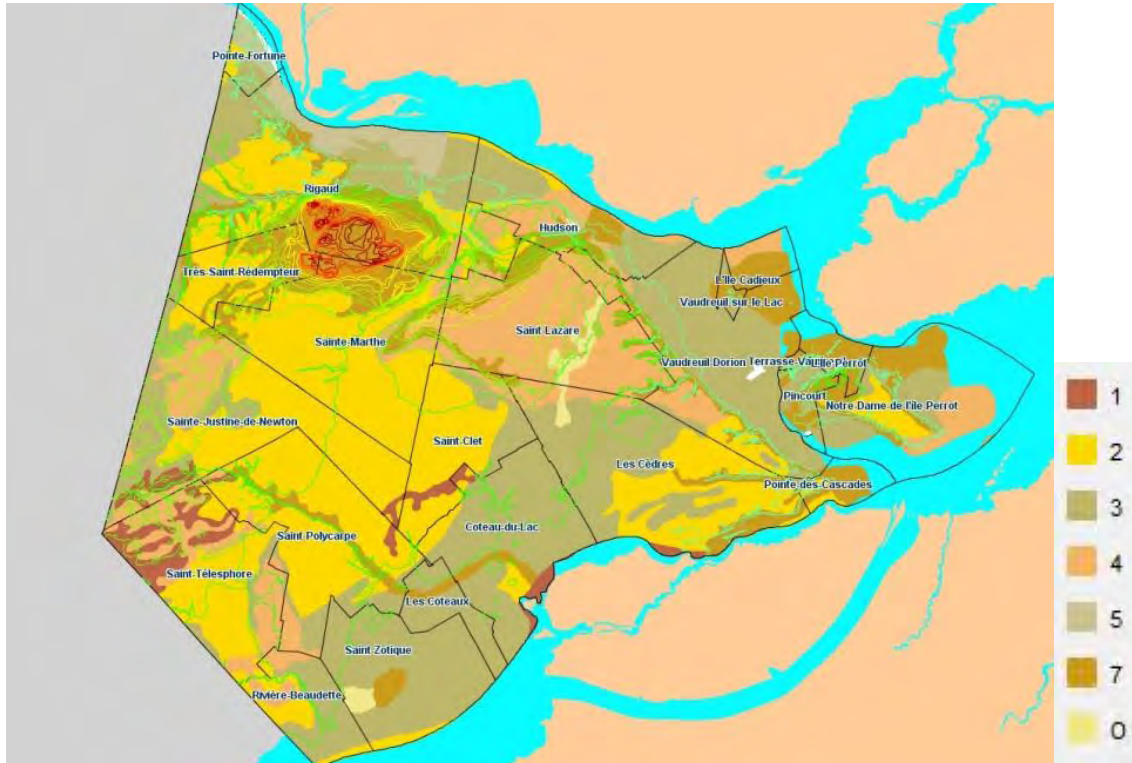 Pointe-Fortune
Rigaud
Hudson
Très-Saint-Rédempteur
L'Ile-Cadieux
Vaudreuil-sur-le-Lac
Sainte-Marthe
Saint-Lazare
Vaudreuil-Dorion
Pincourt
Notre-Dame-de-l'île-Perrot
Sainte-Justine-de-Newton
Saint-Clet
Les Cèdres
Pointe-des-Cascades
Coteau-du-Lac
Saint-Polycarpe
Saint-Télesphore
Les Coteaux
Saint-Zotique
Rivière-Beaudette
1
2
3
4
5
7
0